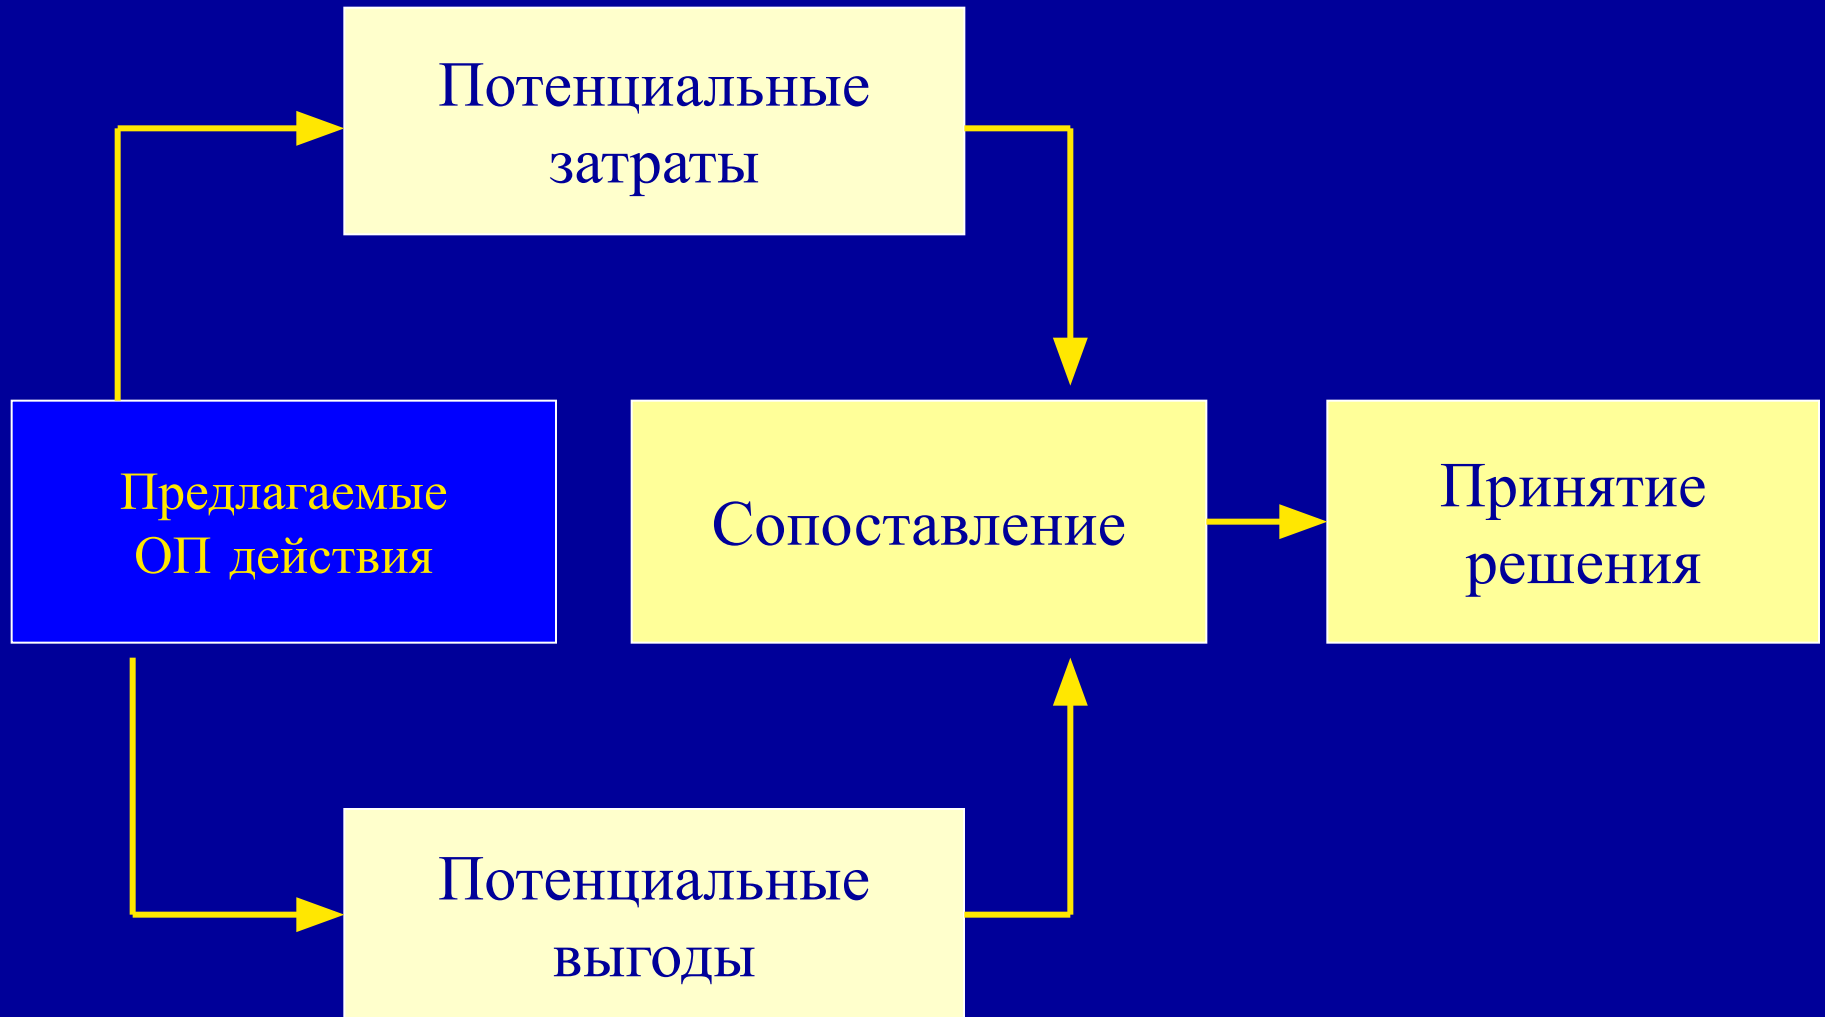 Потенциальные
затраты
Предлагаемые
ОП действия
Сопоставление
Принятие
решения
Потенциальные
выгоды